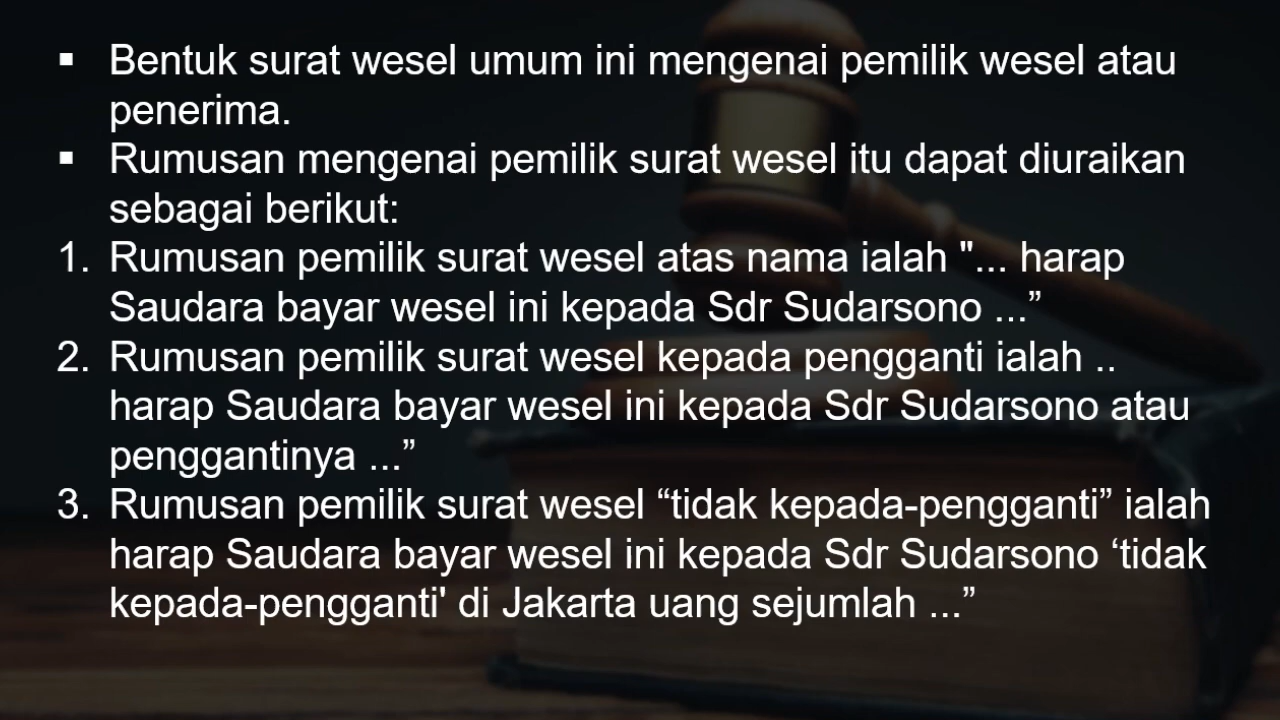 ▪ Bentuk surat wesel umum ini mengenai pemilik wesel atau
penerima.
▪ Rumusan mengenai pemilik surat wesel itu dapat diuraikan
sebagai berikut:
1. Rumusan pemilik surat wesel atas nama ialah "... harap
Saudara bayar wesel ini kepada Sdr Sudarsono ...”
2. Rumusan pemilik surat wesel kepada pengganti ialah ..
harap Saudara bayar wesel ini kepada Sdr Sudarsono atau
penggantinya ...”
3. Rumusan pemilik surat wesel “tidak kepada-pengganti” ialah
harap Saudara bayar wesel ini kepada Sdr Sudarsono ‘tidak
kepada-pengganti' di Jakarta uang sejumlah ...”